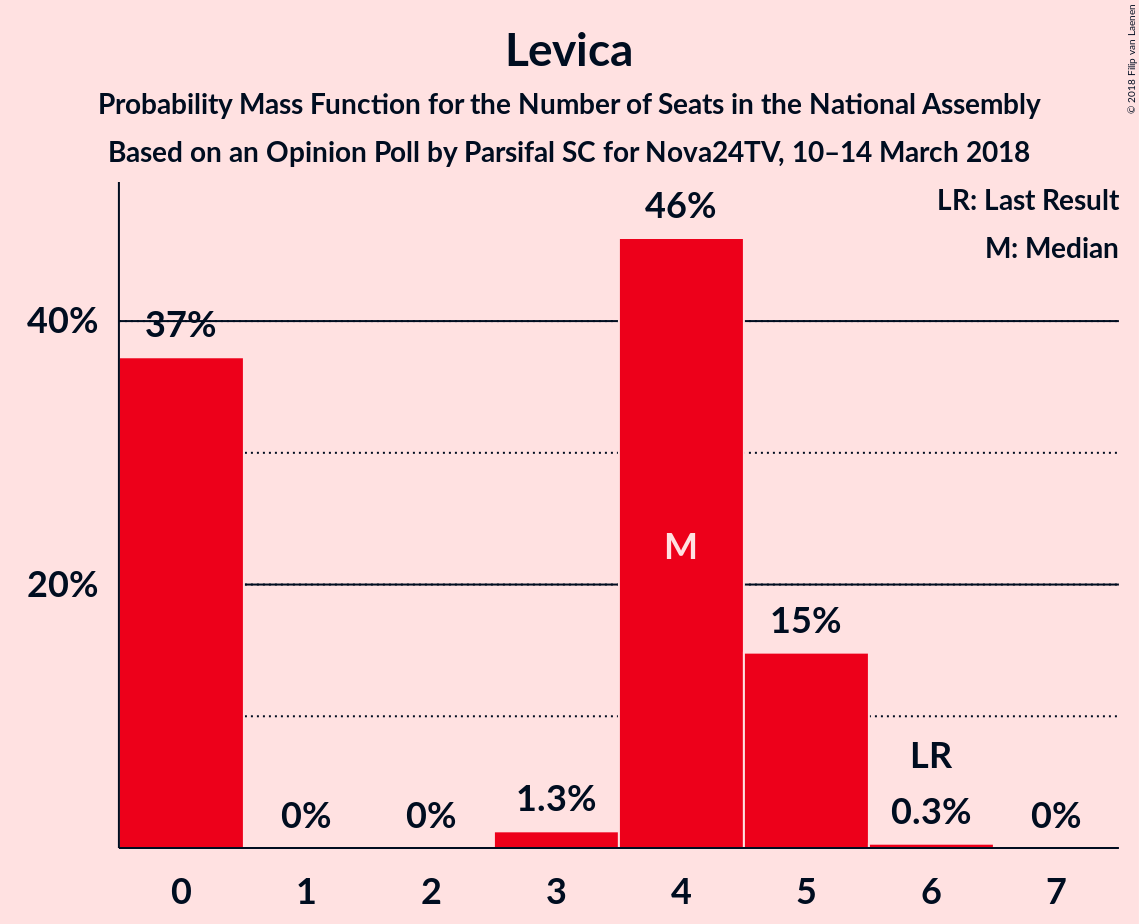 Levica
Probability Mass Function for the Number of Seats in the National Assembly
Based on an Opinion Poll by Parsifal SC for Nova24TV, 10–14 March 2018
© 2018 Filip van Laenen
LR: Last Result
M: Median
46%
40%
37%
M
20%
15%
LR
0%
0%
1.3%
0.3%
0%
0
1
2
3
4
5
6
7